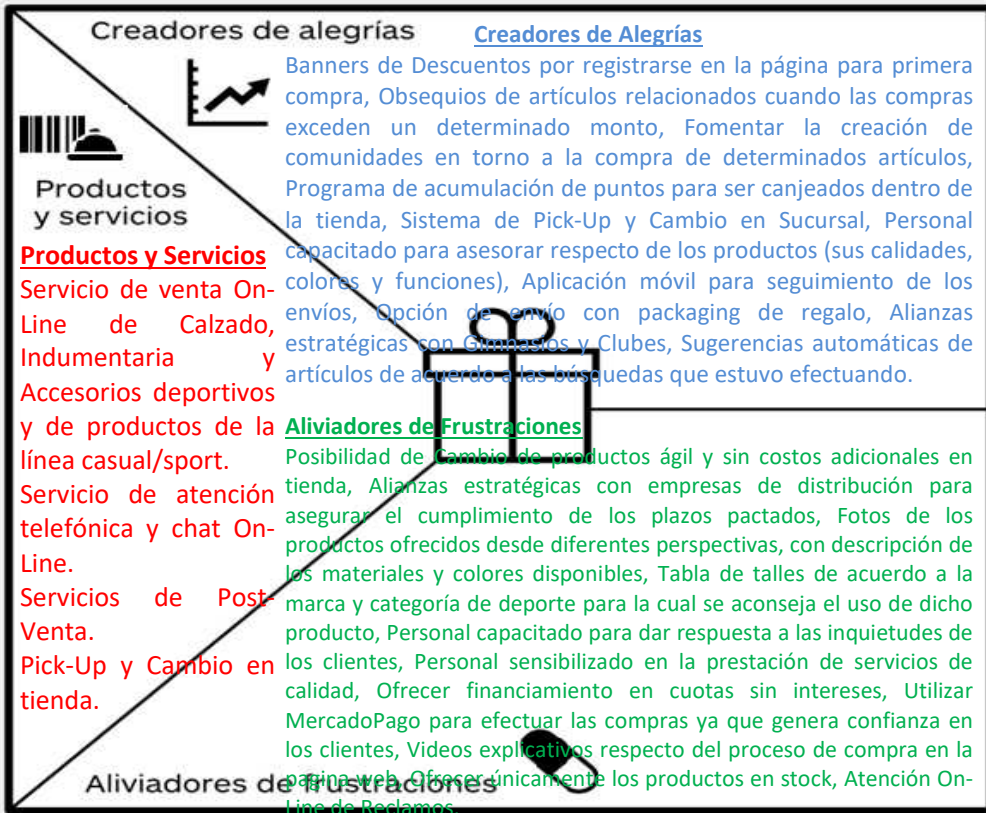 Creadores de alegrías
Productos
y servicios
Productos y Servicios
Servicio de venta On-
Line de Calzado,
Indumentaria y
Accesorios deportivos
y de productos de la
línea casual/sport.
Servicio de atención
telefónica y chat On-
Line.
Servicios de Post-
Venta.
Pick-Up y Cambio en
tienda.
Creadores de Alegrías
Banners de Descuentos por registrarse en la página para primera
compra, Obsequios de artículos relacionados cuando las compras
exceden un determinado monto, Fomentar la creación de
comunidades en torno a la compra de determinados artículos,
Programa de acumulación de puntos para ser canjeados dentro de
la tienda, Sistema de Pick-Up y Cambio en Sucursal, Personal
capacitado para asesorar respecto de los productos (sus calidades,
colores y funciones), Aplicación móvil para seguimiento de los
envíos, Opción de envío con packaging de regalo, Alianzas
estratégicas con Gimnasios y Clubes, Sugerencias automáticas de
artículos de acuerdo a las búsquedas que estuvo efectuando.
Aliviadores de Frustraciones
Posibilidad de Cambio de productos ágil y sin costos adicionales en
tienda, Alianzas estratégicas con empresas de distribución para
asegurar el cumplimiento de los plazos pactados, Fotos de los
productos ofrecidos desde diferentes perspectivas, con descripción de
los materiales y colores disponibles, Tabla de talles de acuerdo a la
marca y categoría de deporte para la cual se aconseja el uso de dicho
producto, Personal capacitado para dar respuesta a las inquietudes de
los clientes, Personal sensibilizado en la prestación de servicios de
calidad, Ofrecer financiamiento en cuotas sin intereses, Utilizar
MercadoPago para efectuar las compras ya que genera confianza en
los clientes, Videos explicativos respecto del proceso de compra en la
pagina web, Ofrecer únicamente los productos en stock, Atención On-
Line de Reclamos.
Aliviadores de frustraciones